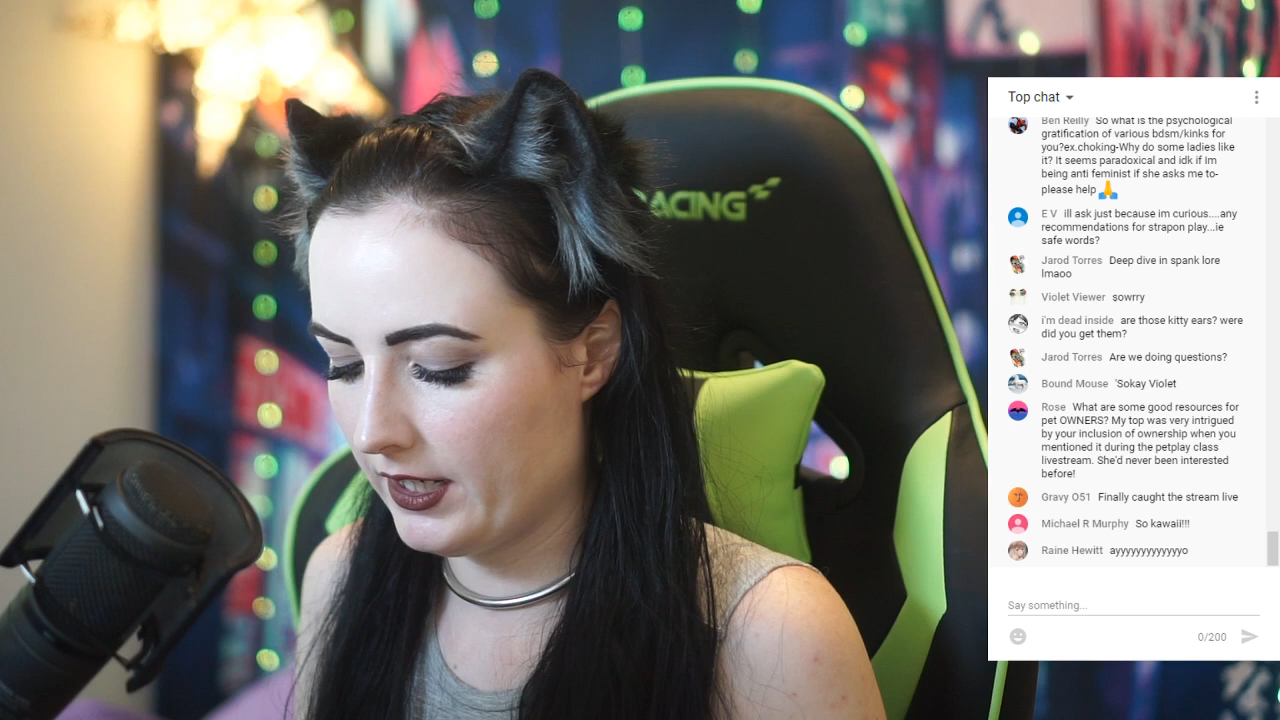 RACING
Top chat
Ben Reilly So what is the psychological
gratification of various bdsm/kinks for
you?ex.choking-Why do some ladies like
it? It seems paradoxical and idk if Im
being anti feminist if she asks me to-
please help
E V ill ask just because im curious....any
recommendations for strapon play...ie
safe words?
Jarod Torres Deep dive in spank lore
lmaoo
Violet Viewer sowrry
i'm dead inside are those kitty ears? were
did you get them?
Jarod Torres Are we doing questions?
Bound Mouse 'Sokay Violet
Rose What are some good resources for
pet OWNERS? My top was very intrigued
by your inclusion of ownership when you
mentioned it during the petplay class
livestream. She'd never been interested
before!
Gravy O51 Finally caught the stream live
Michael R Murphy So kawaii!!!
Raine Hewitt ayyyyyyyyyyyyo
Say something...
0/200